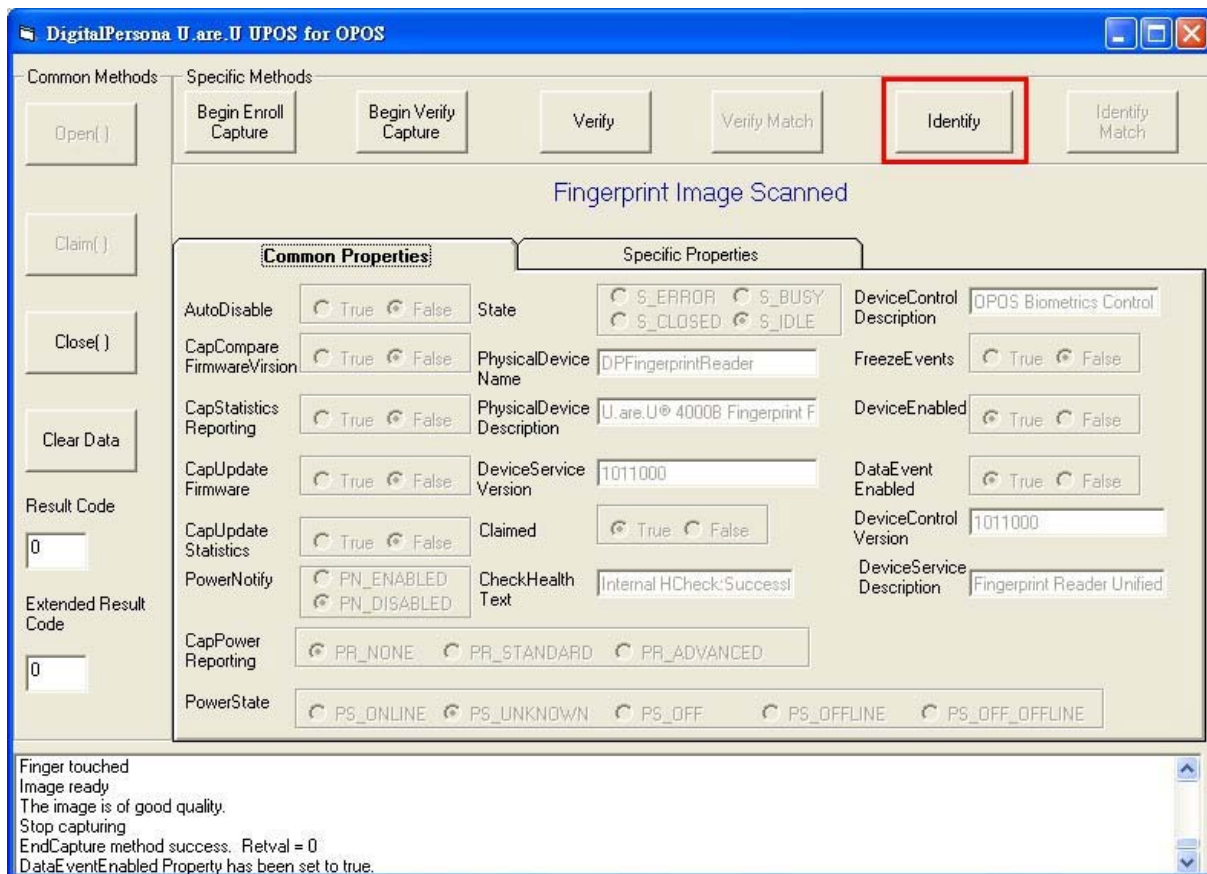 DigitalPersona U.are.U UPOS for OPOS
Common Methods
Open( )
Claim( )
Close( )
Clear Data
Result Code
0
Extended Result
Code
0
Specific Methods
Begin Enroll
Capture
Begin Verify
Capture
Verify
Verify Match
Identify
Identify
Match
Fingerprint Image Scanned
Common Properties
Specific Properties
AutoDisable
True False
CapCompare
FirmwareVirsion
True False
CapStatistics
Reporting
True False
CapUpdate
Firmware
True False
CapUpdate
Statistics
True False
PowerNotify
PN_ENABLED
PN_DISABLED
State
S_ERROR S_BUSY
S_CLOSED S_IDLE
PhysicalDevice
Name
DPFingerprintReader
PhysicalDevice
Description
U.are.U® 4000B Fingerprint F
DeviceService
Version
1011000
Claimed
True False
CheckHealth
Text
Internal HCheck:Successf
DeviceControl
Description
OPOS Biometrics Control
FreezeEvents
True False
DeviceEnabled
True False
DataEvent
Enabled
True False
DeviceControl
Version
1011000
DeviceService
Description
Fingerprint Reader Unified
CapPower
Reporting
PR_NONE PR_STANDARD PR_ADVANCED
PowerState
PS_ONLINE PS_UNKNOWN PS_OFF PS_OFFLINE PS_OFF_OFFLINE
Finger touched
Image ready
The image is of good quality.
Stop capturing
EndCapture method success. Retval = 0
DataEventEnabled Property has been set to true.